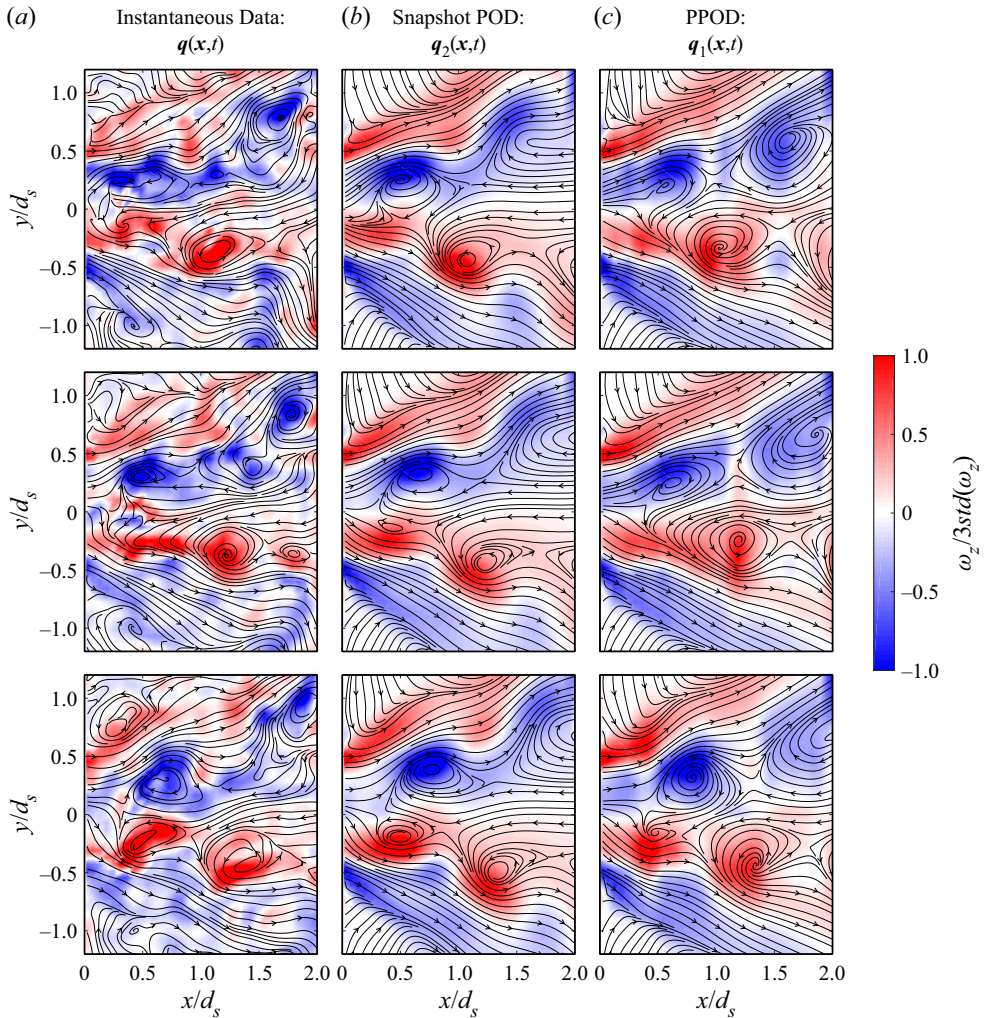 (a) Instantaneous Data: (b) Snapshot POD: (c) PPOD:
q(x,t) q2(x,t) q1(x,t)
1.0
0.5
y/ds 0
–0.5
–1.0
1.0
0.5
y/ds 0
–0.5
–1.0
1.0
0.5
0
–0.5
–1.0
ωz/3std(ωz)
1.0
0.5
y/ds 0
–0.5
–1.0
0 0.5 1.0 1.5 2.0 0 0.5 1.0 1.5 2.0 0 0.5 1.0 1.5 2.0
x/ds x/ds x/ds